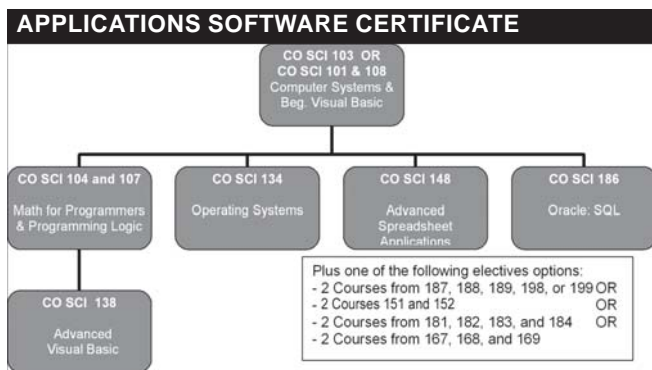 APPLICATIONS SOFTWARE CERTIFICATE
CO SCI 103 OR
CO SCI 101 & 108
Computer Systems &
Beg. Visual Basic
CO SCI 104 and 107
Math for Programmers
& Programming Logic
CO SCI 134
Operating Systems
CO SCI 148
Advanced
Spreadsheet
Applications
CO SCI 186
Oracle: SQL
CO SCI 138
Advanced
Visual Basic
Plus one of the following electives options:
- 2 Courses from 187, 188, 189, 198, or 199 OR
- 2 Courses 151 and 152 OR
- 2 Courses from 181, 182, 183, and 184 OR
- 2 Courses from 167, 168, and 169